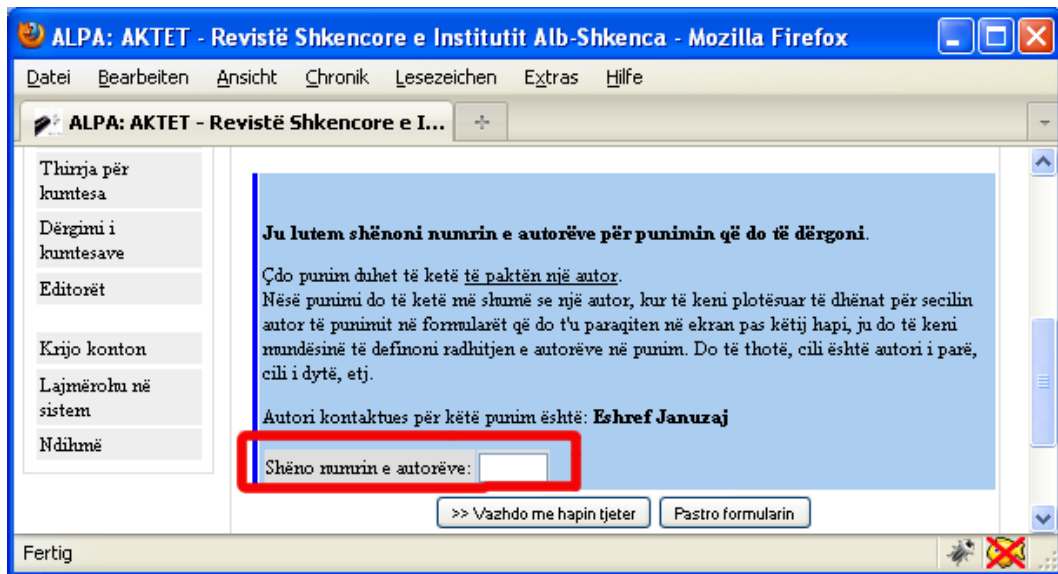 ALPA: AKTET - Revistë Shkencore e Institutit Alb-Shkenca - Mozilla Firefox
Datei Bearbeiten Ansicht Chronik Lesezeichen Extras Hilfe
ALPA: AKTET - Revistë Shkencore e I...
Thirrja për
kumtesa
Dërgimi i
kumtesave
Editorët
Krijo konton
Lajmërohu në
sistem
Ndihmë
Ju lutem shënoni numrin e autorëve për punimin që do të dërgoni.
Çdo punim duhet të ketë të paktën një autor.
Nësë punimi do të ketë më shumë se një autor, kur të keni plotësuar të dhënat për secilin
autor të punimit në formularët që do t'u paraqiten në ekran pas këtij hapi, ju do të keni
mundësinë të definoni radhitjen e autorëve në punim. Do të thotë, cili është autori i parë,
cili i dytë, etj.
Autori kontaktues për këtë punim është: Eshref Januzaj
Shëno numrin e autorëve:
>> Vazhdo me hapin tjeter Pastro formularin
Fertig